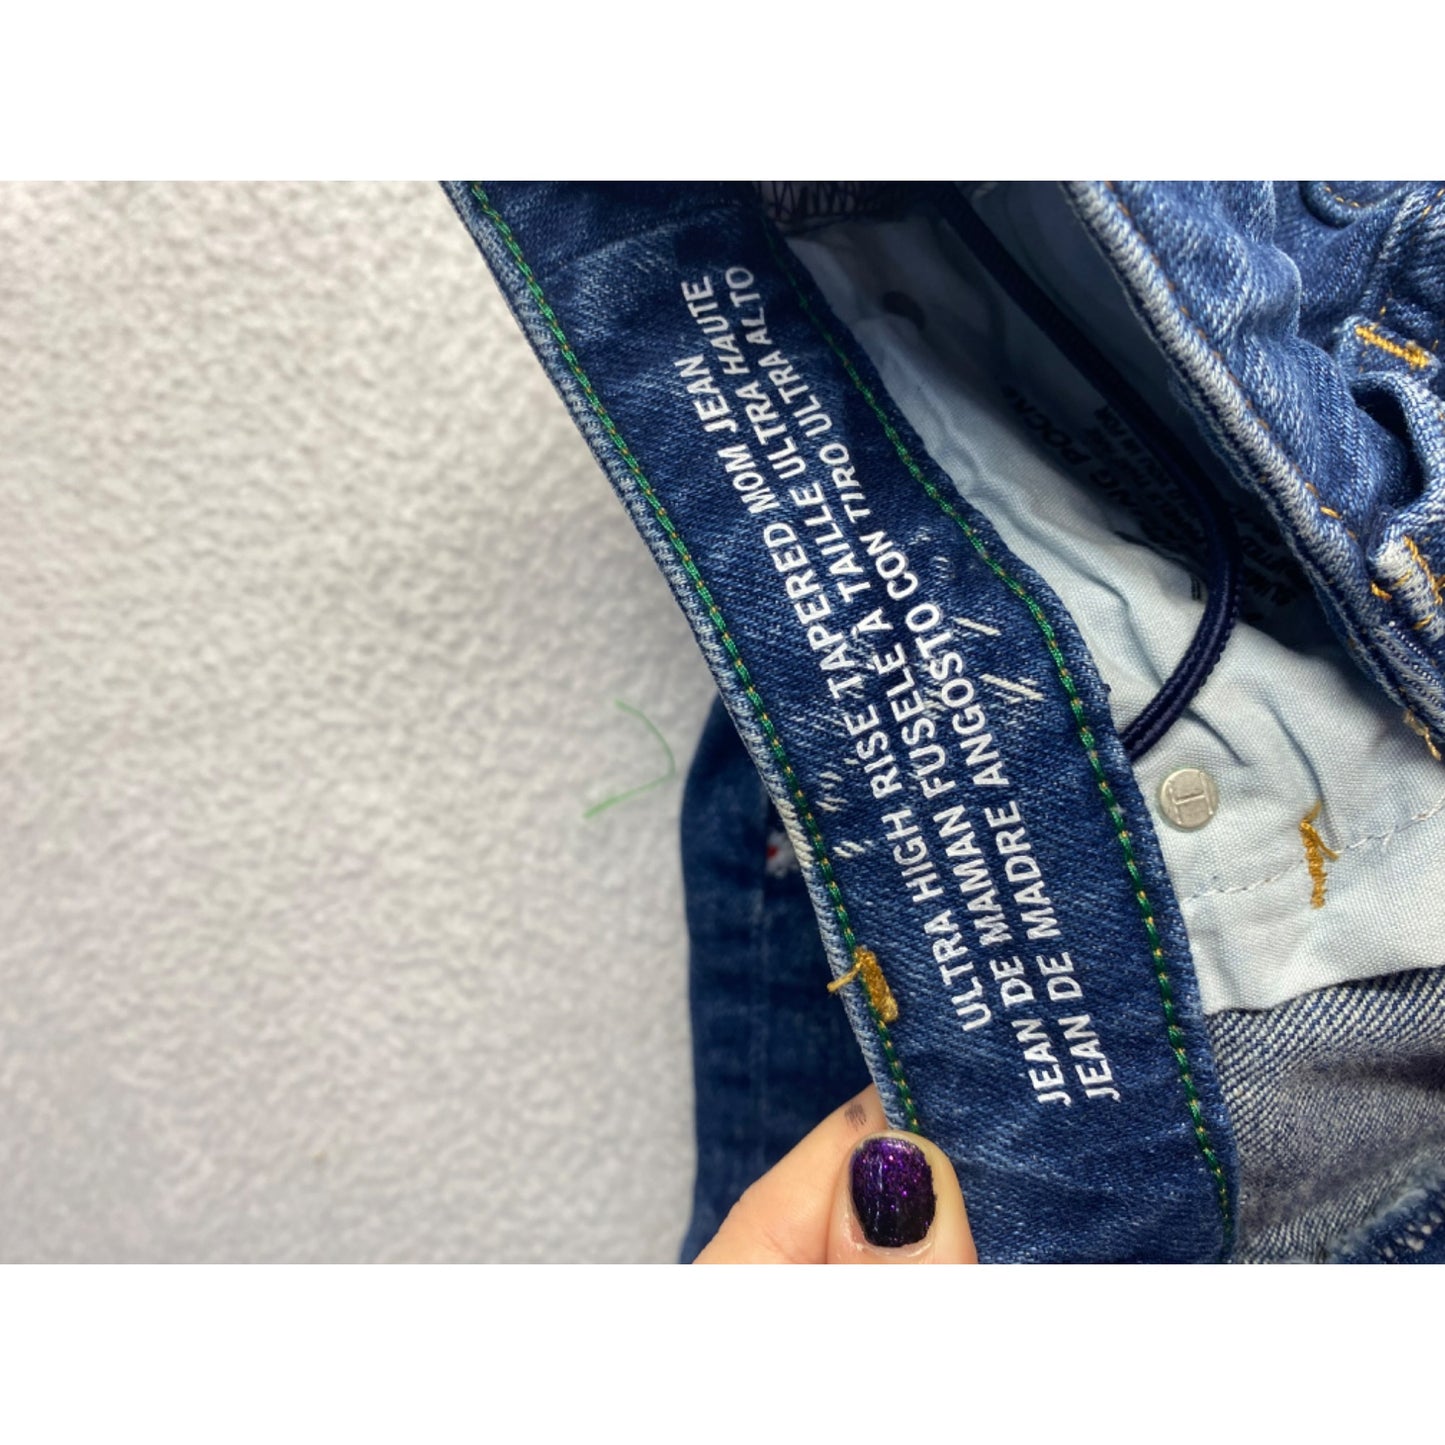 ULTRA HIGH RISE TAPERED MOM JEAN
JEAN DE MAMAN FUSELÉ À TAILLE ULTRA HAUTE
JEAN DE MADRE ANGOSTO CON TIRO ULTRA ALTO